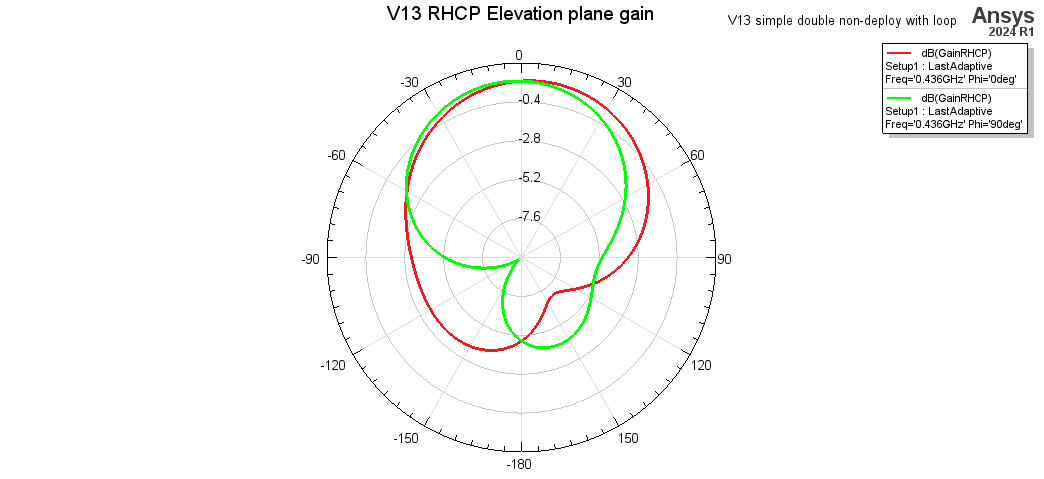 V13 RHCP Elevation plane gain
V13 simple double non-deploy with loop
Ansys
2024 R1
dB(GainRHCP)
Setup1 : LastAdaptive
Freq='0.436GHz' Phi='0deg'
dB(GainRHCP)
Setup1 : LastAdaptive
Freq='0.436GHz' Phi='90deg'
0
-30
30
-0.4
-2.8
-60
60
-5.2
-7.6
-90
90
-120
120
-150
150
-180